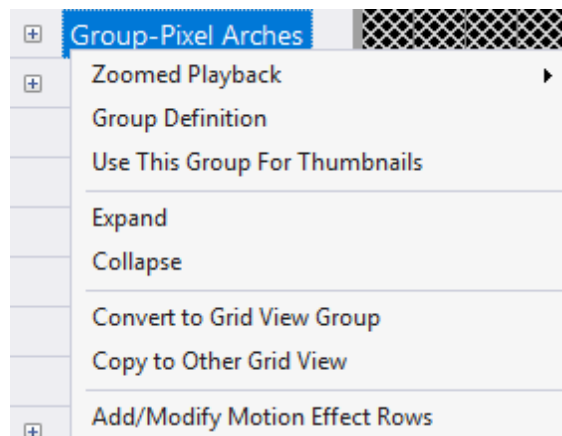 Group-Pixel Arches
Zoomed Playback
Group Definition
Use This Group For Thumbnails
Expand
Collapse
Convert to Grid View Group
Copy to Other Grid View
Add/Modify Motion Effect Rows